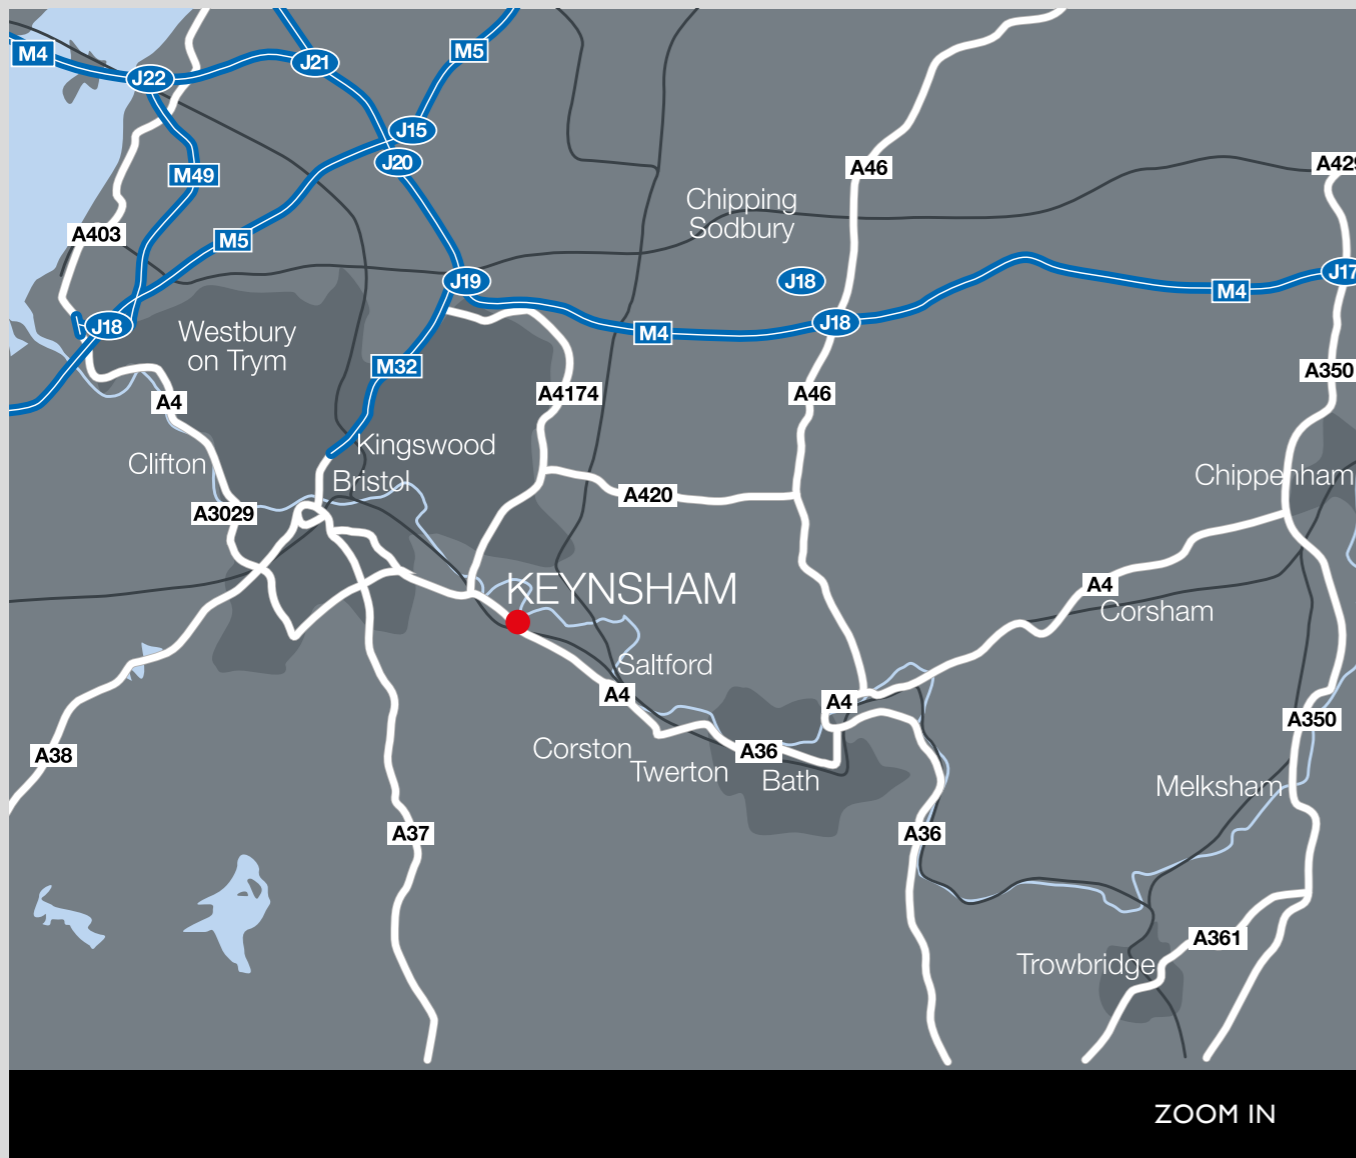 M4
J22
J21
M5
J15
J20
M49
A46
A429
Chipping
Sodbury
A403
M5
J19
J18
M4
J17
J18
Westbury
on Trym
J18
M4
M32
A350
A4
A4174
A46
Kingswood
Clifton
Bristol
A420
Chippenham
A3029
KEYNSHAM
A4
Corsham
Saltford
A4
A4
A350
A38
Corston
Twerton
A36
Bath
Melksham
A37
A36
Trowbridge
A361
ZOOM IN